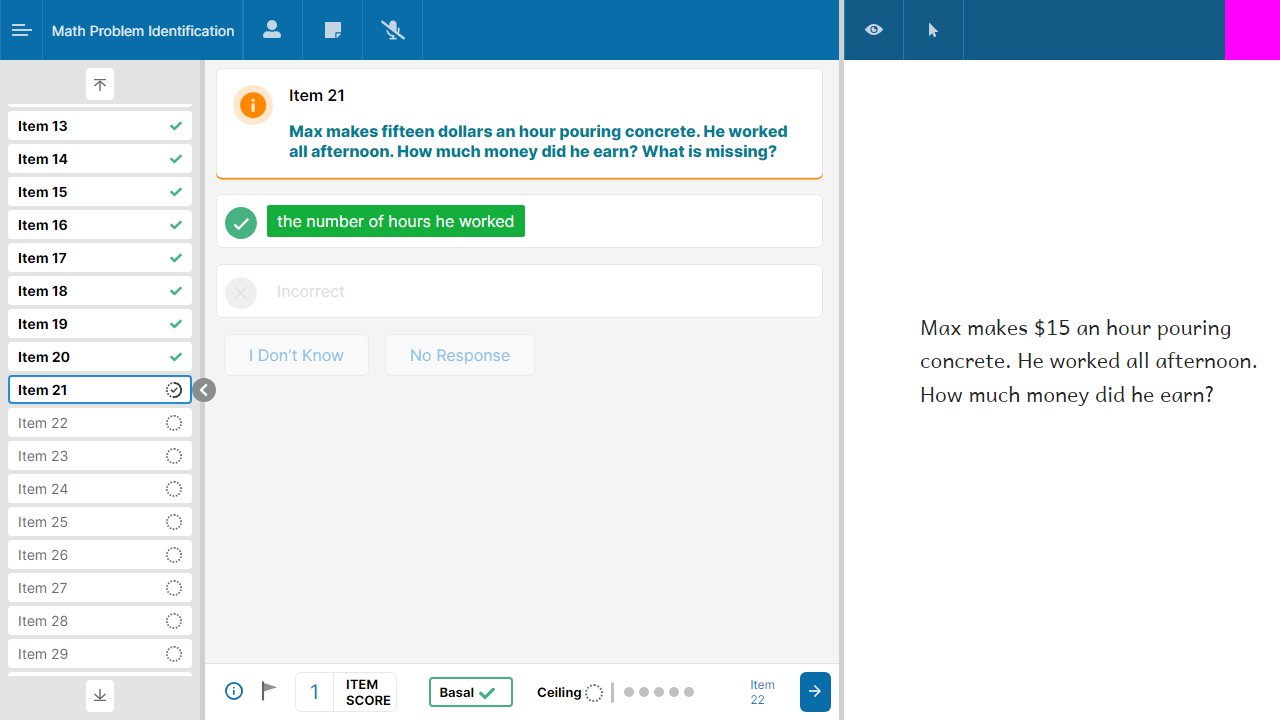 Math Problem Identification
Item 13
Item 14
Item 15
Item 16
Item 17
Item 18
Item 19
Item 20
Item 21
Item 22
Item 23
Item 24
Item 25
Item 26
Item 27
Item 28
Item 29
Item 21
Max makes fifteen dollars an hour pouring concrete. He worked
all afternoon. How much money did he earn? What is missing?
the number of hours he worked
Incorrect
I Don't Know
No Response
1
ITEM
SCORE
Basal
Ceiling
Item
22
Max makes $15 an hour pouring
concrete. He worked all afternoon.
How much money did he earn?